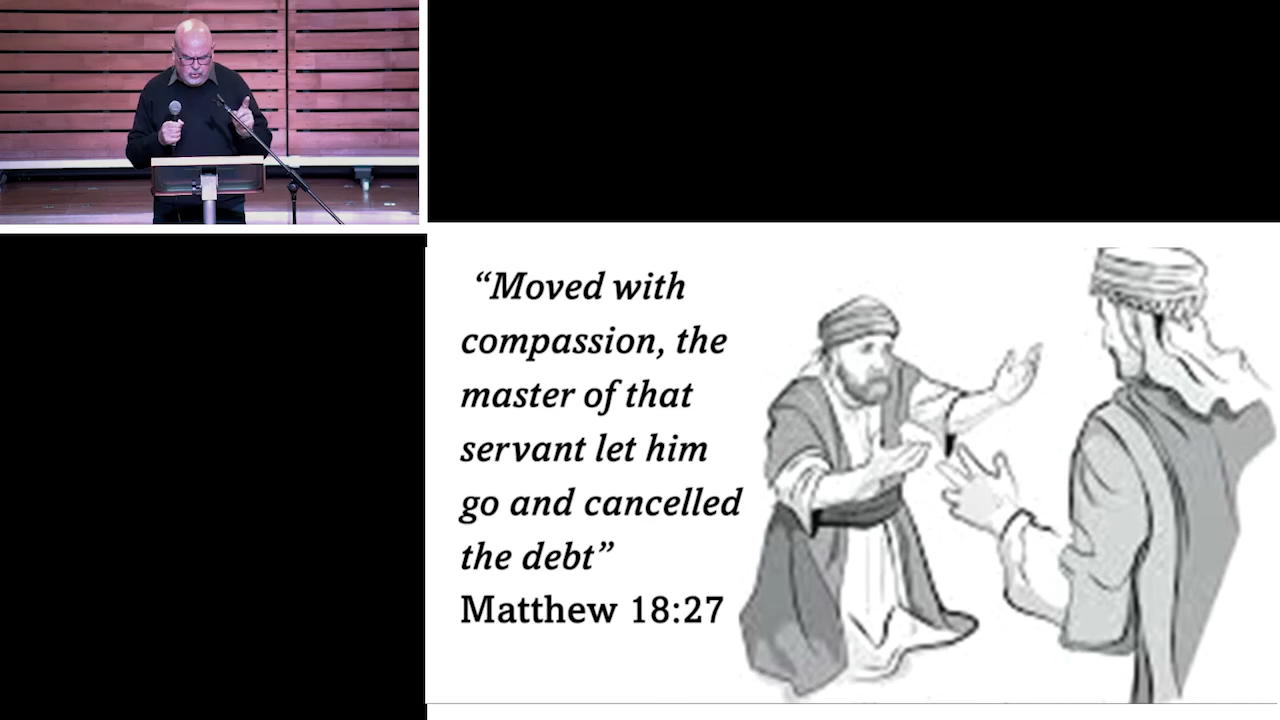 “Moved with
compassion, the
master of that
servant let him
go and cancelled
the debt”
Matthew 18:27